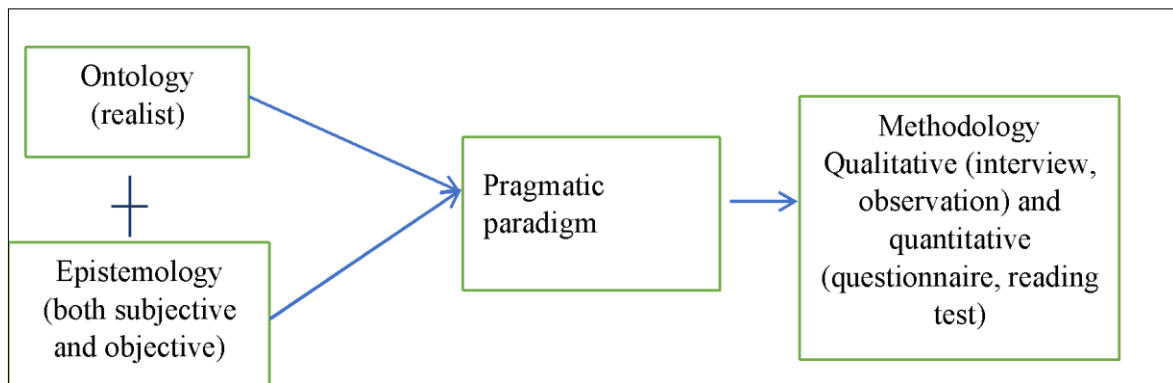 Ontology
(realist)
Epistemology
(both subjective
and objective)
Pragmatic
paradigm
Methodology
Qualitative (interview,
observation) and
quantitative
(questionnaire, reading
test)